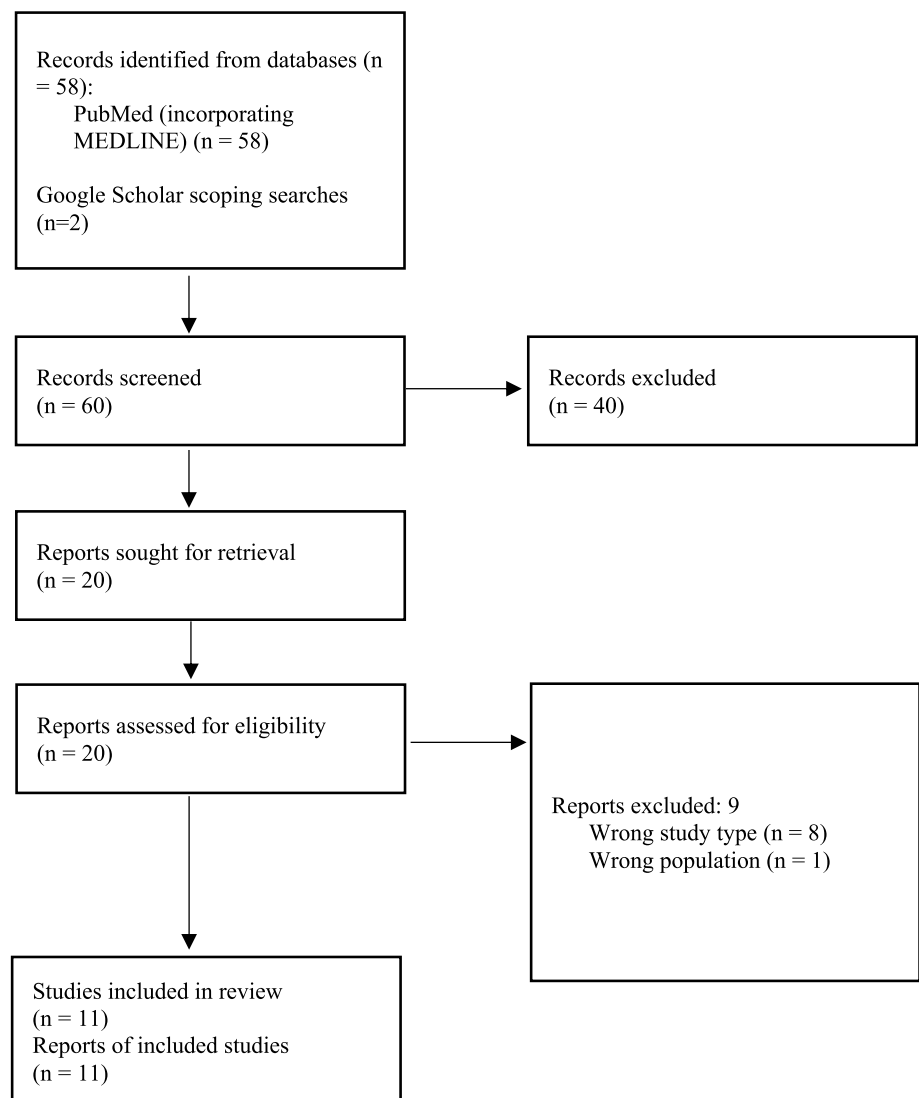 Records identified from databases (n
= 58):
PubMed (incorporating
MEDLINE) (n = 58)
Google Scholar scoping searches
(n=2)
Records screened
(n = 60)
Records excluded
(n = 40)
Reports sought for retrieval
(n = 20)
Reports assessed for eligibility
(n = 20)
Reports excluded: 9
Wrong study type (n = 8)
Wrong population (n = 1)
Studies included in review
(n = 11)
Reports of included studies
(n = 11)